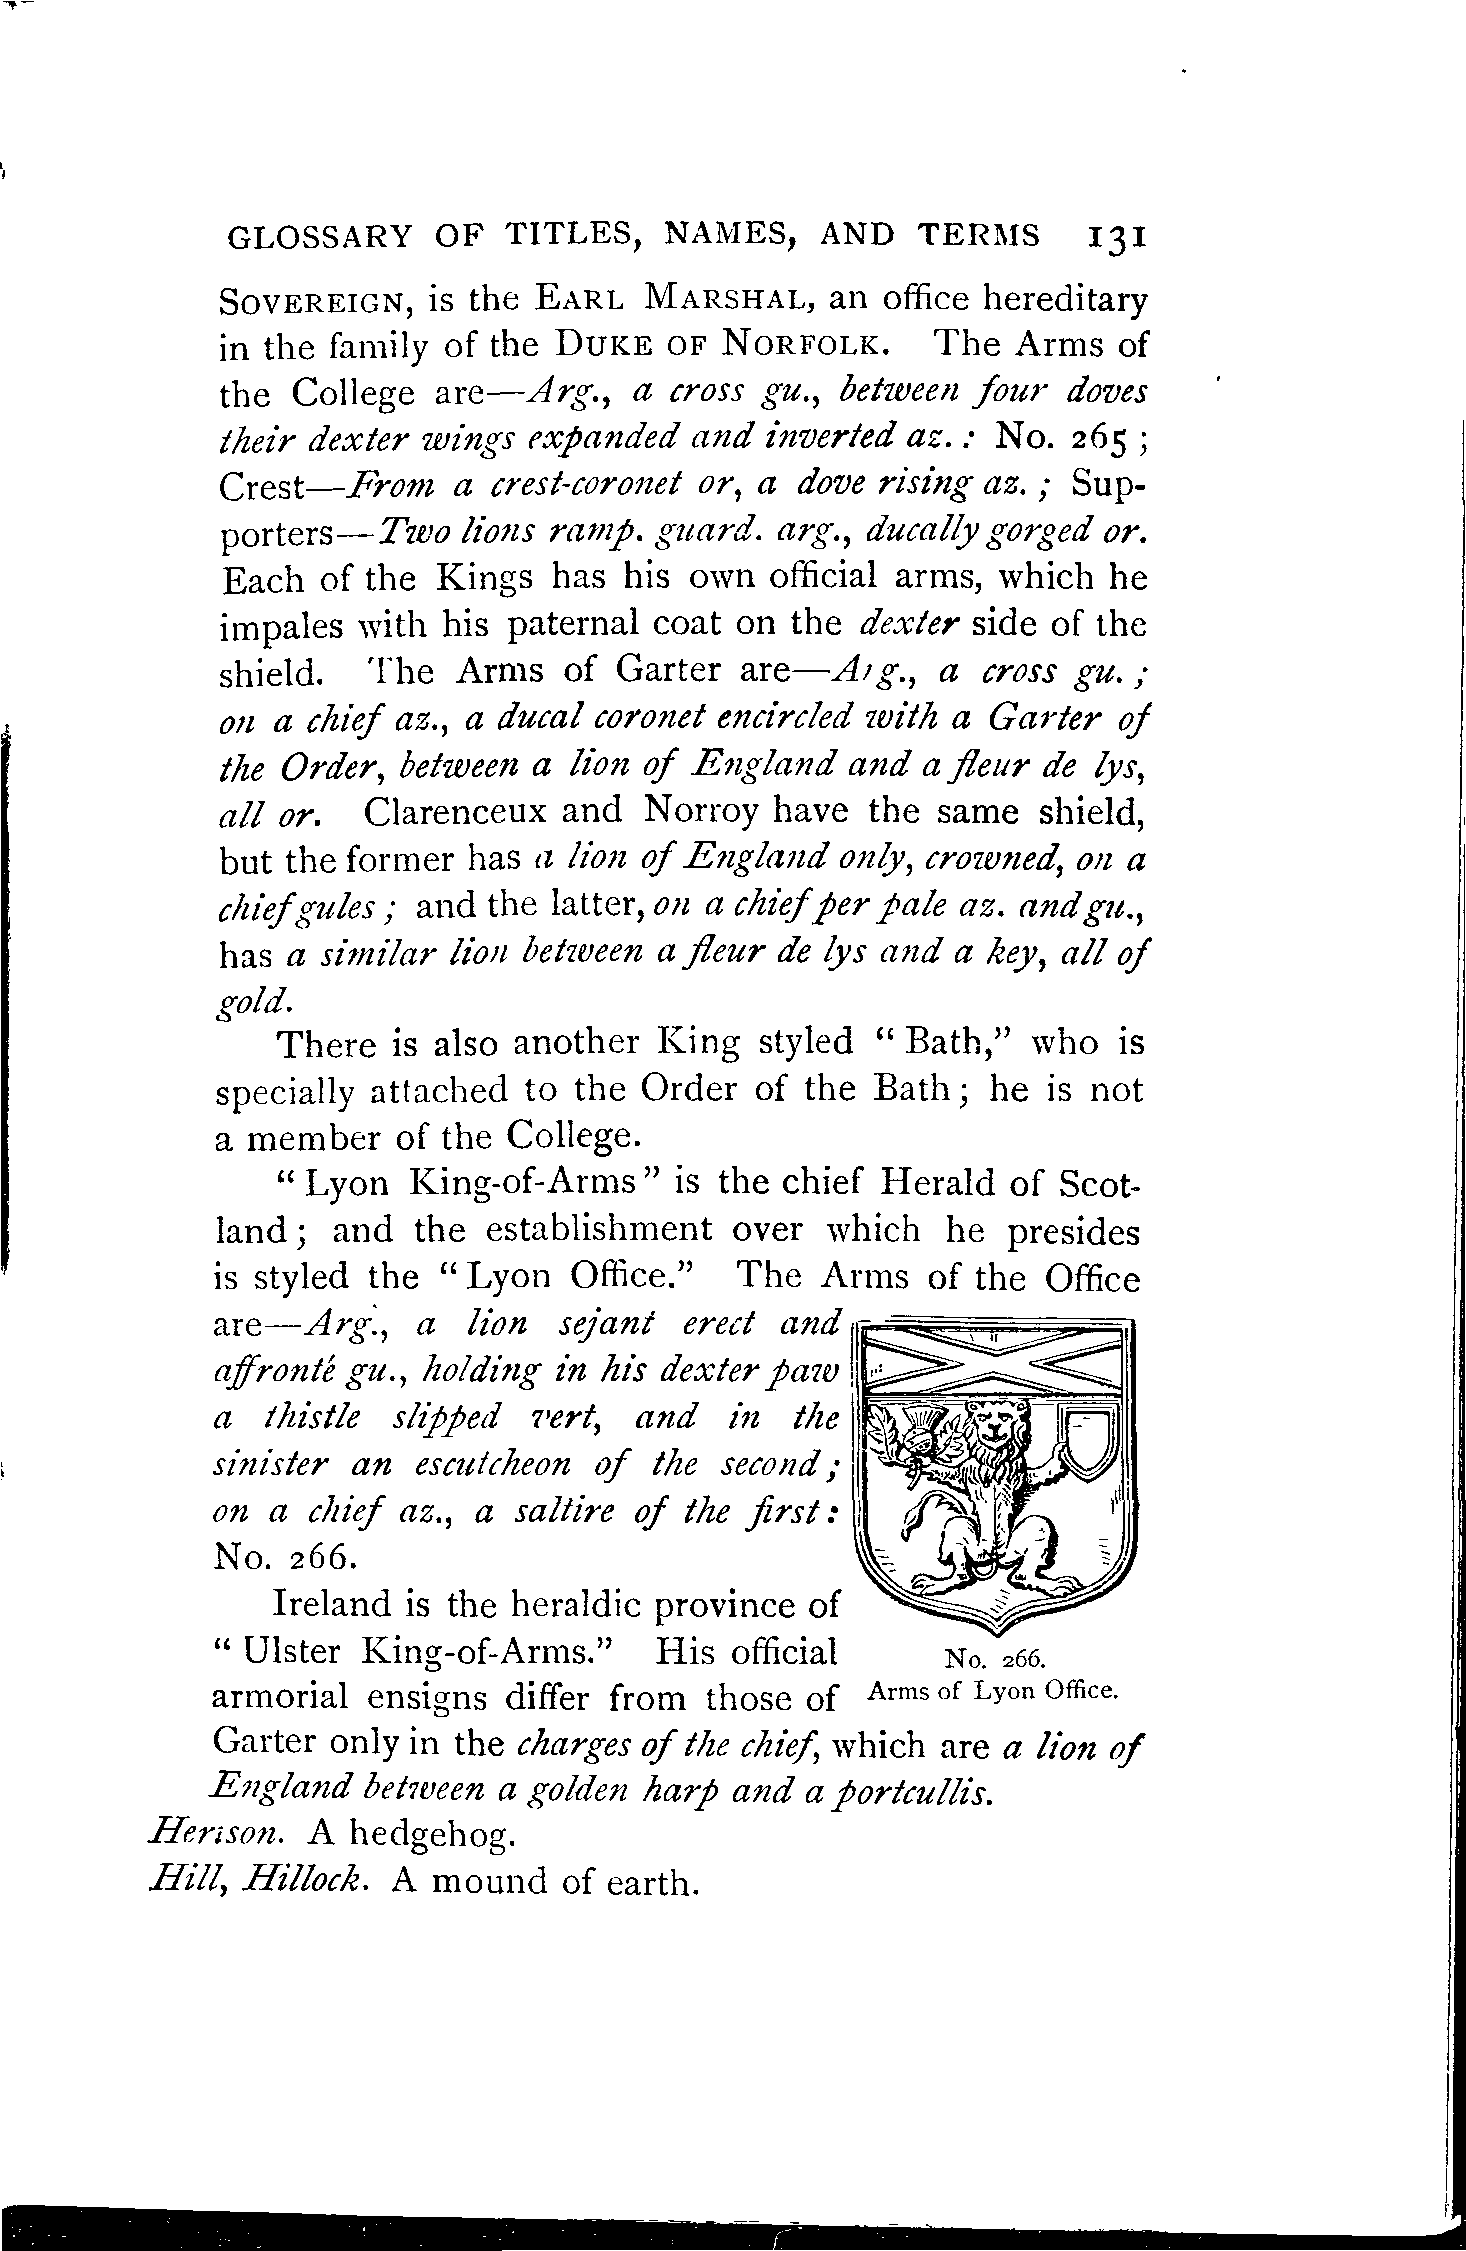 GLOSSARY OF TITLES, NAMES, AND TERMS 131
SOVEREIGN, is the EARL MARSHAL, an office hereditary
in the family of the DUKE OF NORFOLK. The Arms of
the College are—Arg., a cross gu., between four doves
their dexter wings expanded and inverted az. : No. 265 ;
Crest—From a crest-coronet or, a dove rising az. ; Sup-
porters—Two lions ramp. guard. arg., ducally gorged or.
Each of the Kings has his own official arms, which he
impales with his paternal coat on the dexter side of the
shield. The Arms of Garter are—Arg., a cross gu. ;
on a chief az., a ducal coronet encircled with a Garter of
the Order, between a lion of England and a fleur de lys,
all or. Clarenceux and Norroy have the same shield,
but the former has a lion of England only, crowned, on a
chief gules ; and the latter, on a chief per pale az. and gu.,
has a similar lion between a fleur de lys and a key, all of
gold.
There is also another King styled “ Bath,” who is
specially attached to the Order of the Bath ; he is not
a member of the College.
“ Lyon King-of-Arms ” is the chief Herald of Scot-
land ; and the establishment over which he presides
is styled the “ Lyon Office.” The Arms of the Office
are—Arg., a lion sejant erect and
affronté gu., holding in his dexter paw
a thistle slipped vert, and in the
sinister an escutcheon of the second ;
on a chief az., a saltire of the first :
No. 266.
Ireland is the heraldic province of
“ Ulster King-of-Arms.” His official
armorial ensigns differ from those of
No. 266.
Arms of Lyon Office.
Garter only in the charges of the chief, which are a lion of
England between a golden harp and a portcullis.
Herison. A hedgehog.
Hill, Hillock. A mound of earth.